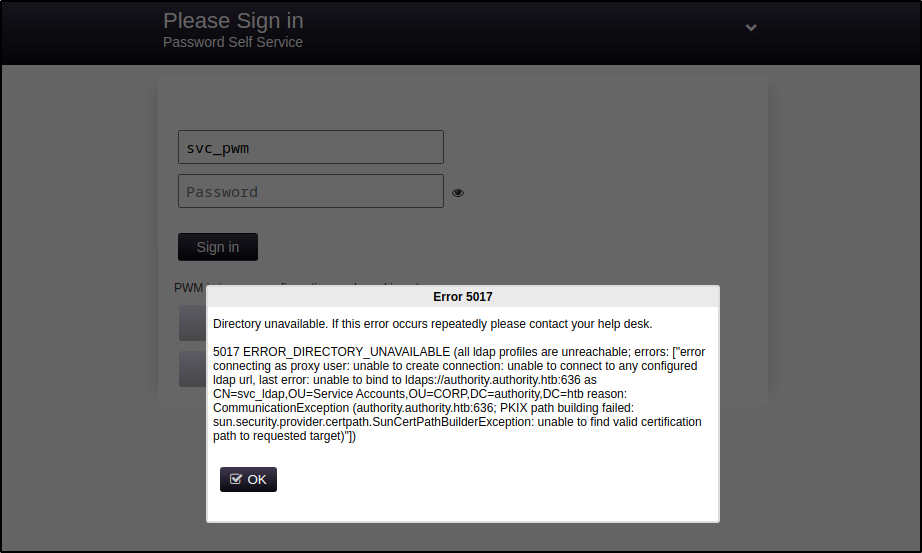 Please Sign in
Password Self Service
svc_pwm
Password
Sign in
PWM
Error 5017
Directory unavailable. If this error occurs repeatedly please contact your help desk.
5017 ERROR_DIRECTORY_UNAVAILABLE (all ldap profiles are unreachable; errors: ["error
connecting as proxy user: unable to create connection: unable to connect to any configured
ldap url, last error: unable to bind to ldaps://authority.authority.htb:636 as
CN=svc_ldap,OU=Service Accounts,OU=CORP,DC=authority,DC=htb reason:
CommunicationException (authority.authority.htb:636; PKIX path building failed:
sun.security.provider.certpath.SunCertPathBuilderException: unable to find valid certification
path to requested target)"])
OK